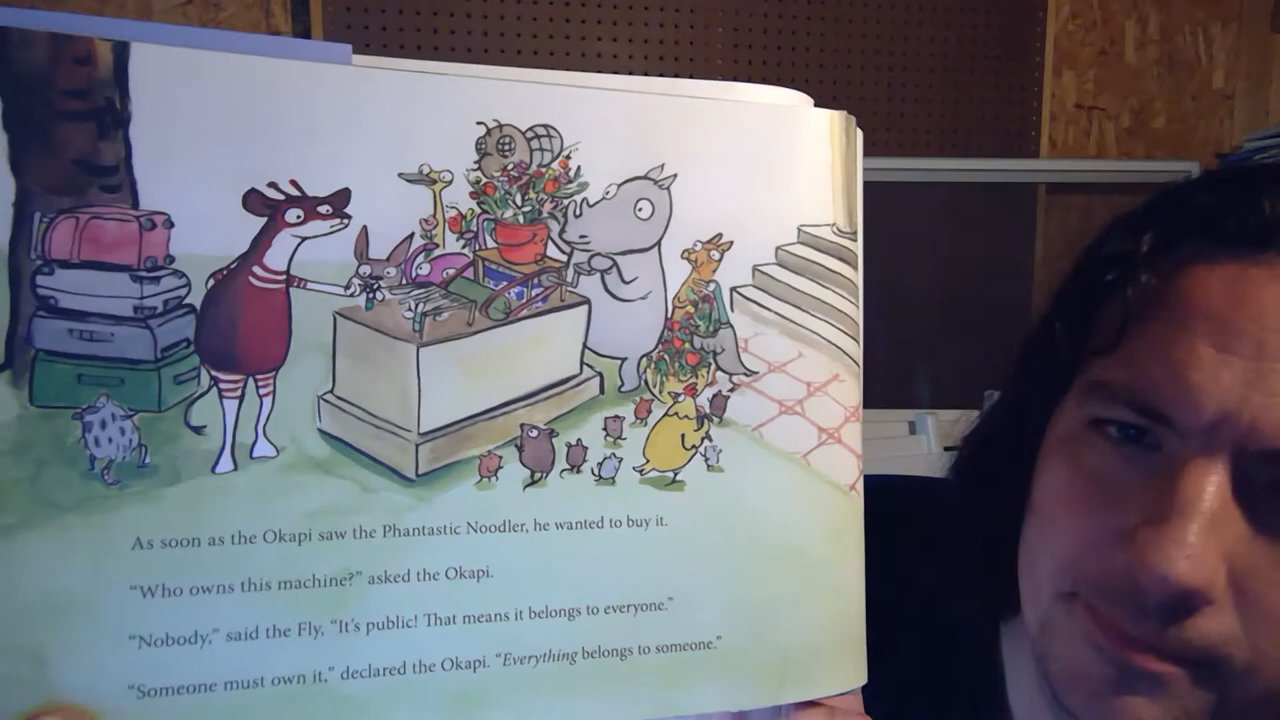 As soon as the Okapi saw the Phantastic Noodler, he wanted to buy it.
“Who owns this machine?” asked the Okapi.
“Nobody,” said the Fly, “It’s public! That means it belongs to everyone.”
“Someone must own it,” declared the Okapi. “Everything belongs to someone.”